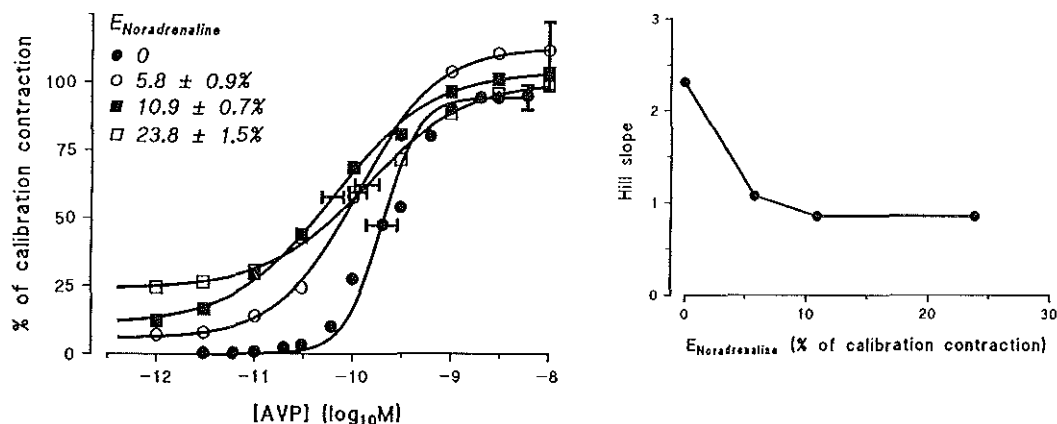 E_Noradrenaline
0
5.8 ± 0.9%
10.9 ± 0.7%
23.8 ± 1.5%
% of calibration contraction
100
75
50
25
0
−12 −11 −10 −9 −8
[AVP] (log₁₀M)
Hill slope
3
2
1
0
0 10 20 30
E_Noradrenaline (% of calibration contraction)